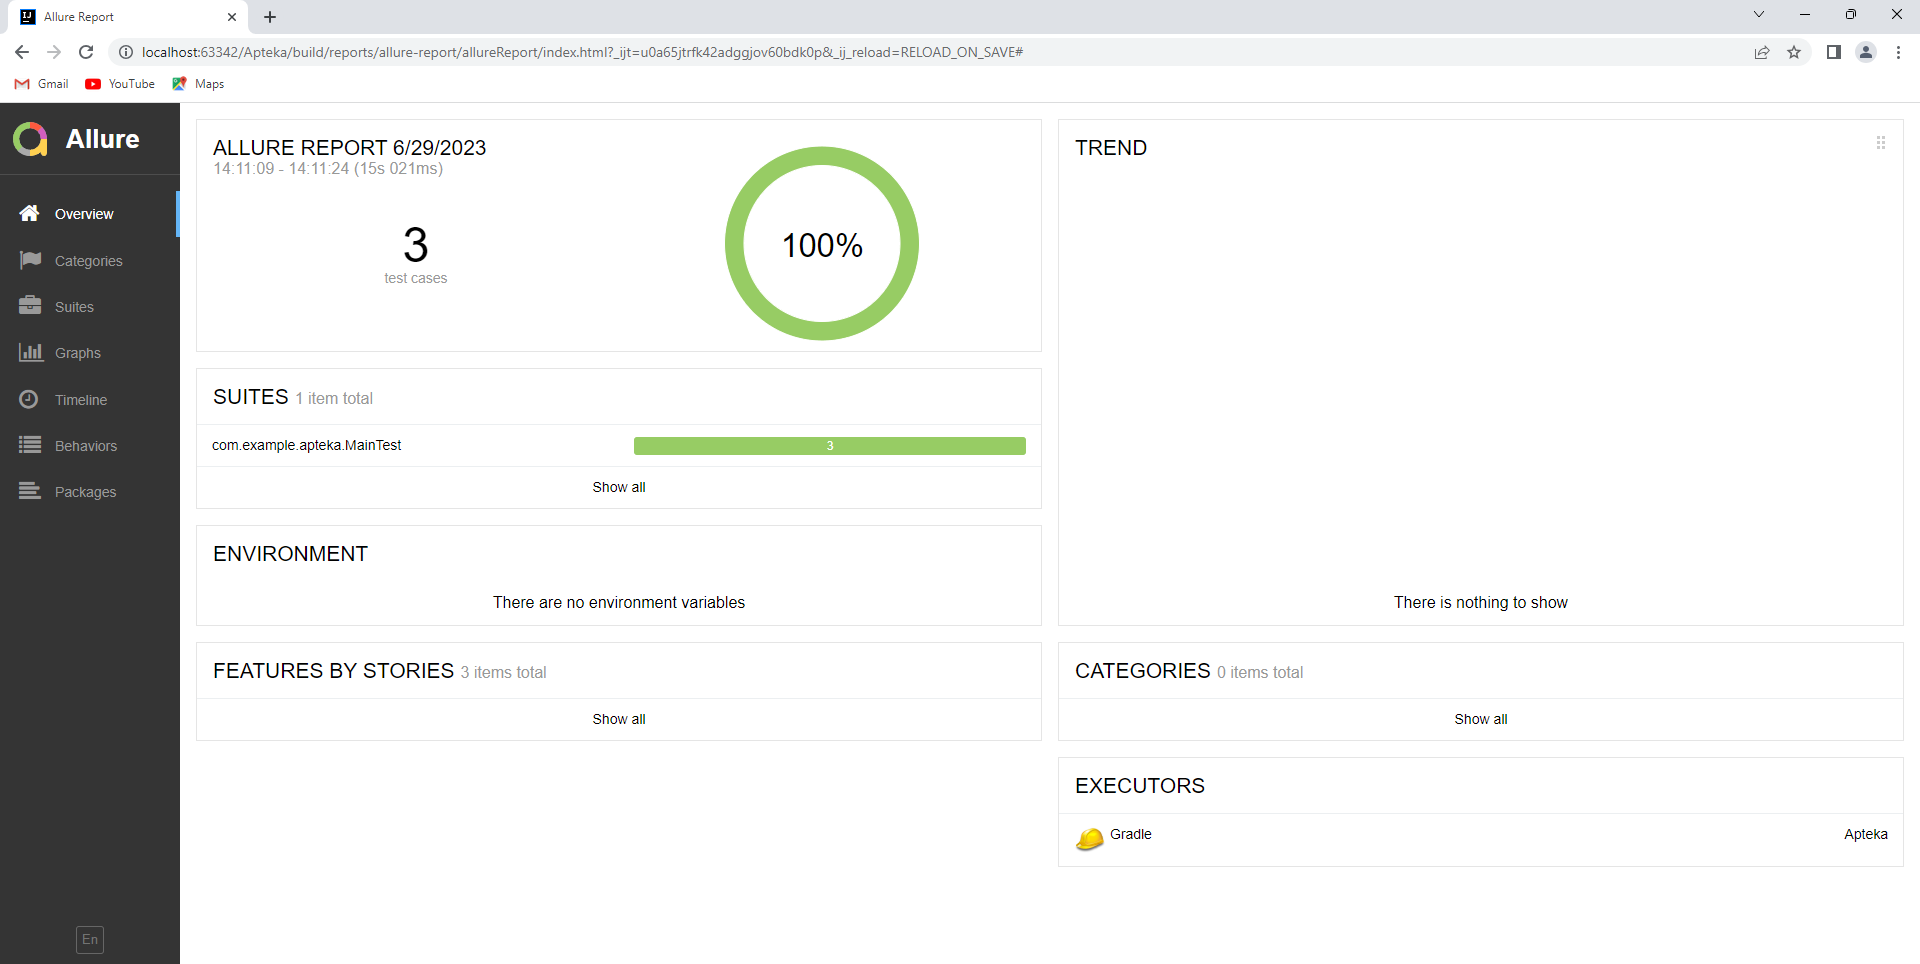 Allure Report
localhost:63342/Apteka/build/reports/allure-report/allureReport/index.html?_ijt=u0a65jtrfk42adggjov60bdk0p&_ij_reload=RELOAD_ON_SAVE#
Gmail YouTube Maps
Allure
Overview
Categories
Suites
Graphs
Timeline
Behaviors
Packages
En
ALLURE REPORT 6/29/2023
14:11:09 - 14:11:24 (15s 021ms)
3
test cases
100%
SUITES 1 item total
com.example.apteka.MainTest 3
Show all
ENVIRONMENT
There are no environment variables
FEATURES BY STORIES 3 items total
Show all
TREND
There is nothing to show
CATEGORIES 0 items total
Show all
EXECUTORS
Gradle Apteka